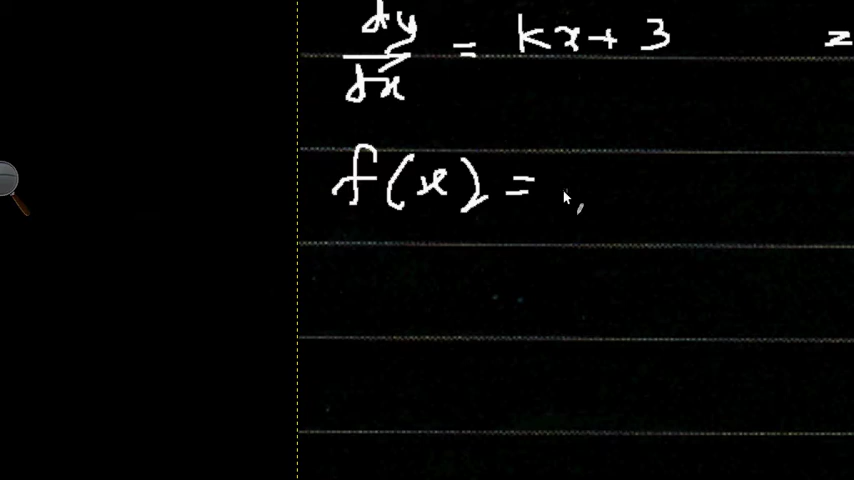 dy/dx = kx + 3 =
f(x) =